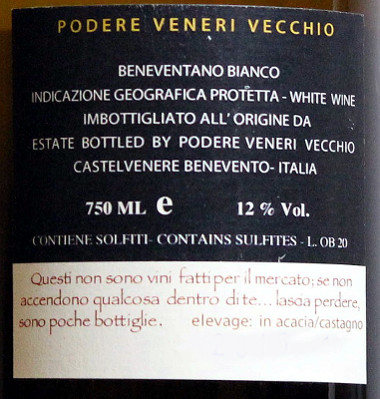 PODERE VENERI VECCHIO
BENEVENTANO BIANCO
INDICAZIONE GEOGRAFICA PROTETTA - WHITE WINE
IMBOTTIGLIATO ALL' ORIGINE DA
ESTATE BOTTLED BY PODERE VENERI VECCHIO
CASTELVENERE BENEVENTO- ITALIA
750 ML e 12 % Vol.
CONTIENE SOLFITI- CONTAINS SULFITES - L. OB 20
Questi non sono vini fatti per il mercato; se non
accendono qualcosa dentro di te... lascia perdere,
sono poche bottiglie. elevage: in acacia/castagno